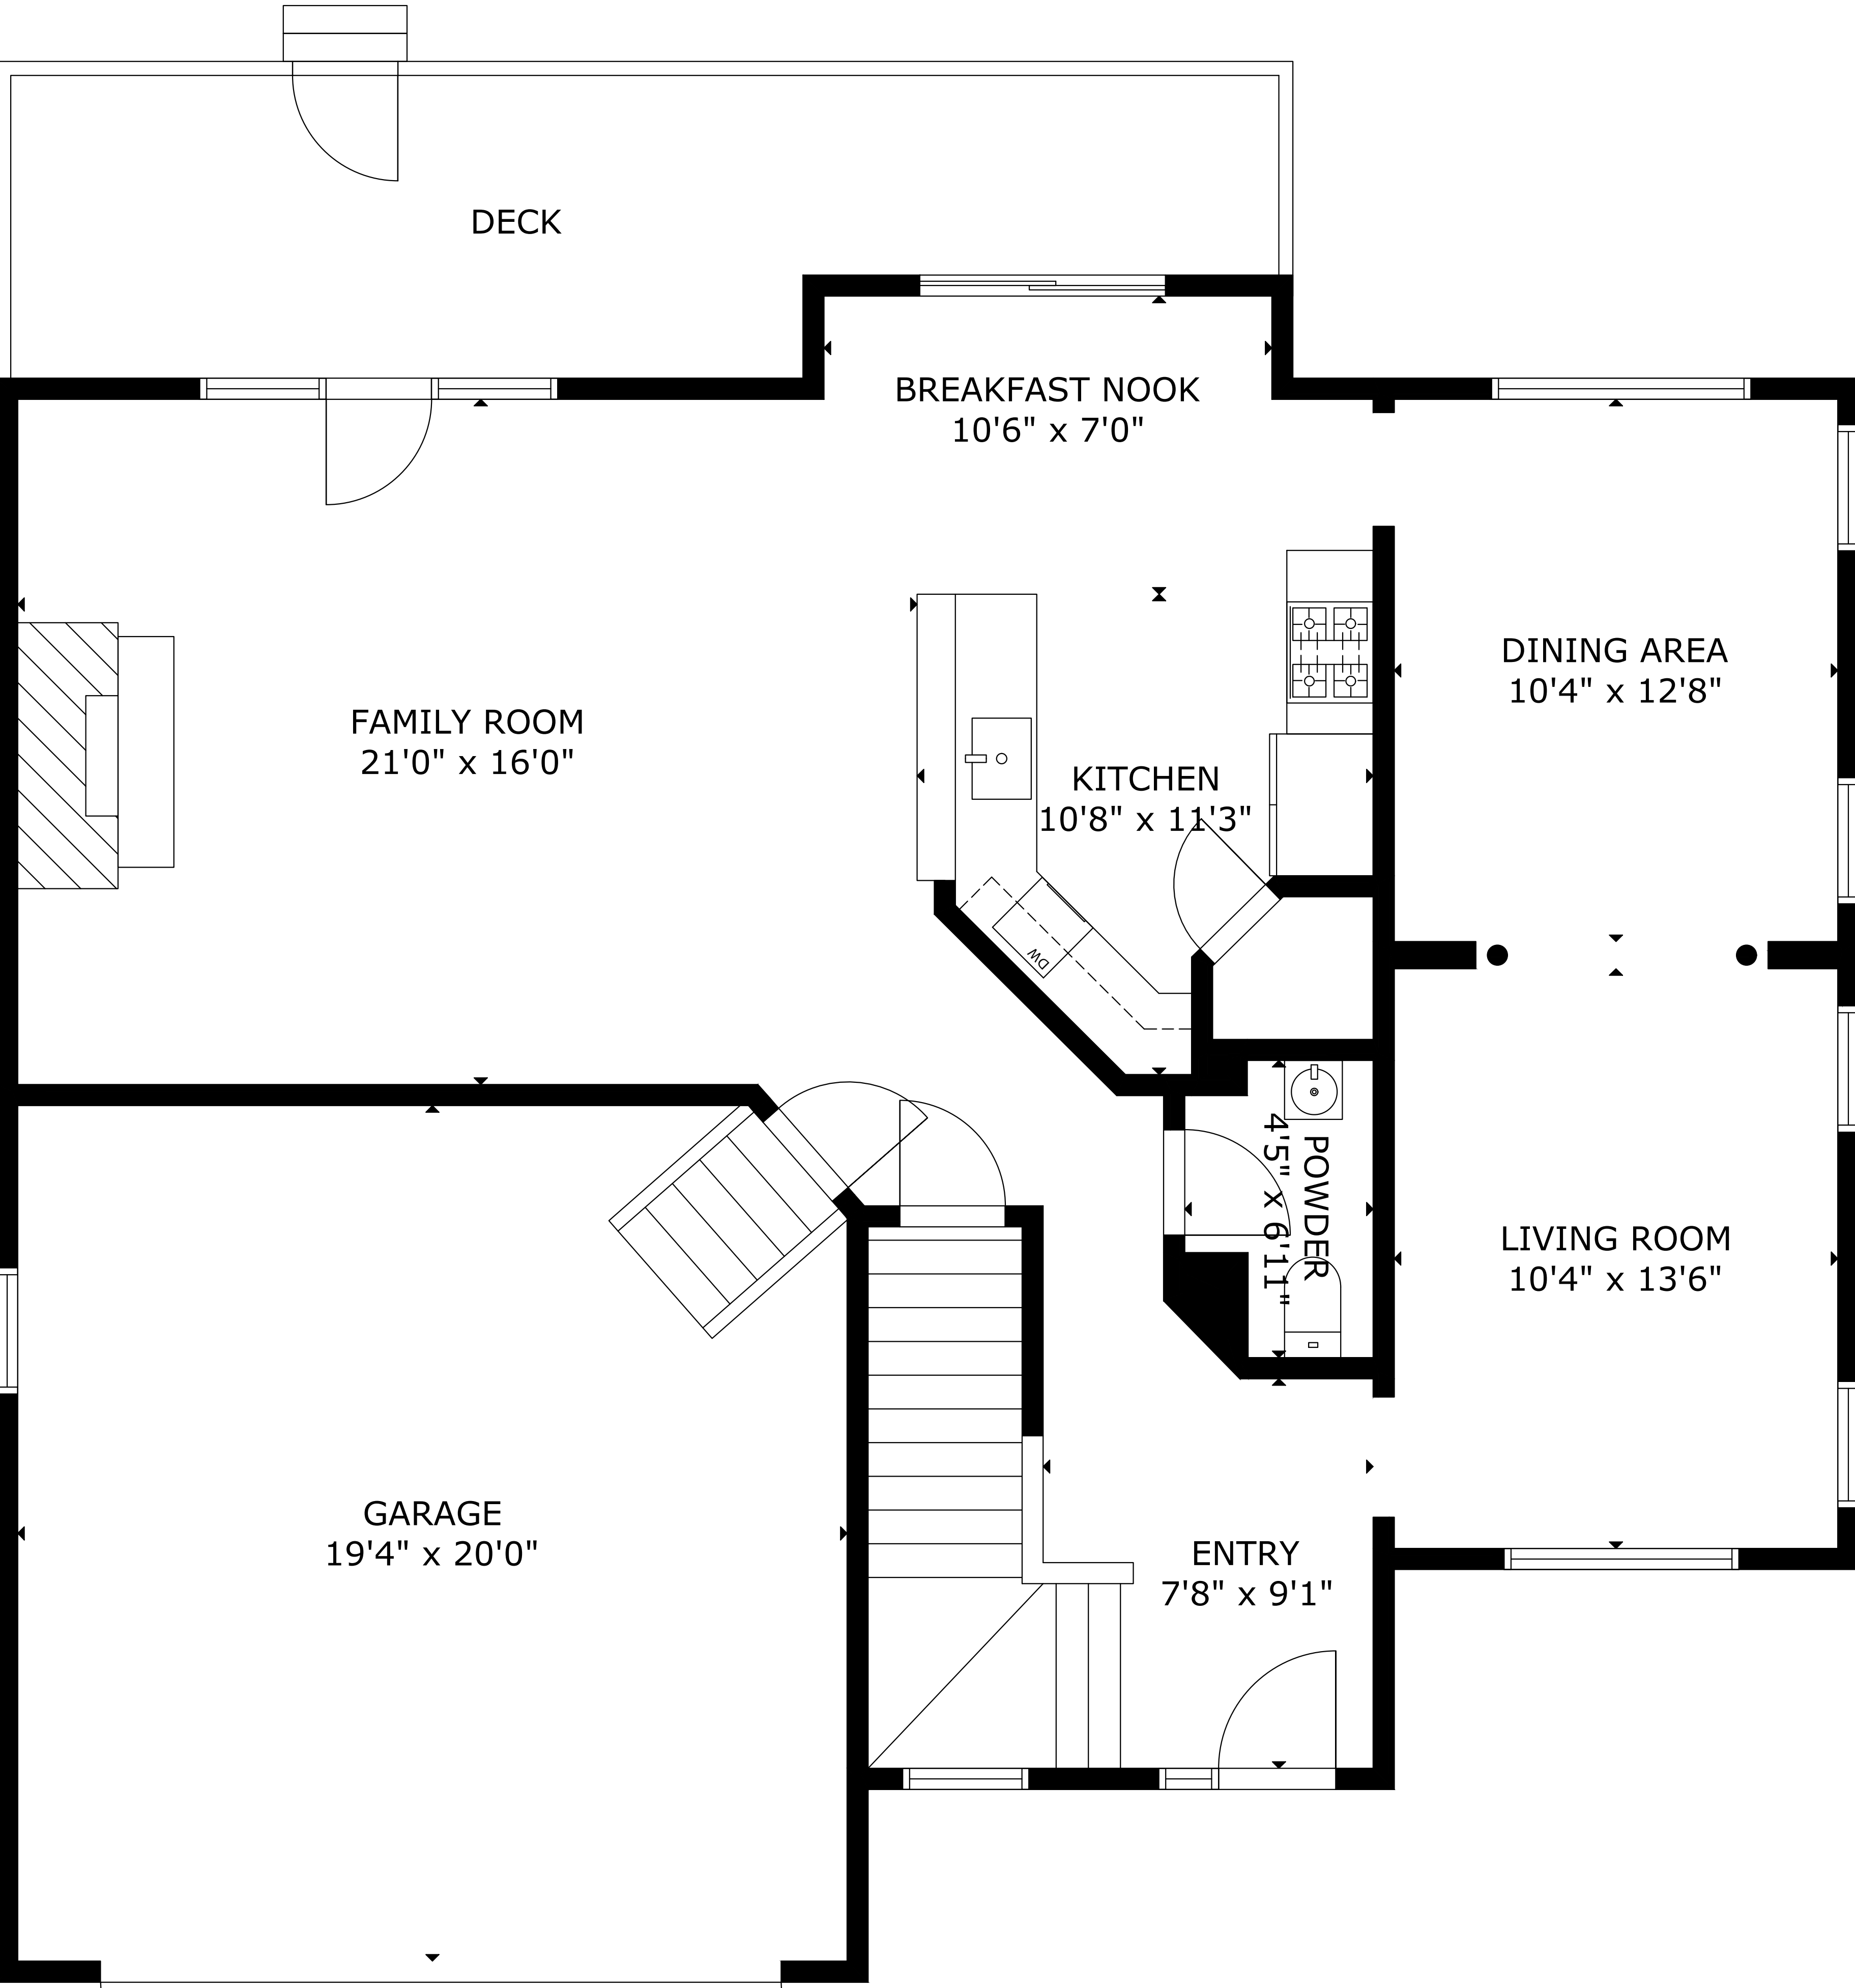 DECK
BREAKFAST NOOK
10'6" x 7'0"
DINING AREA
10'4" x 12'8"
FAMILY ROOM
21'0" x 16'0"
KITCHEN
10'8" x 11'3"
DW
POWDER
4'5" x 6'11"
LIVING ROOM
10'4" x 13'6"
GARAGE
19'4" x 20'0"
ENTRY
7'8" x 9'1"